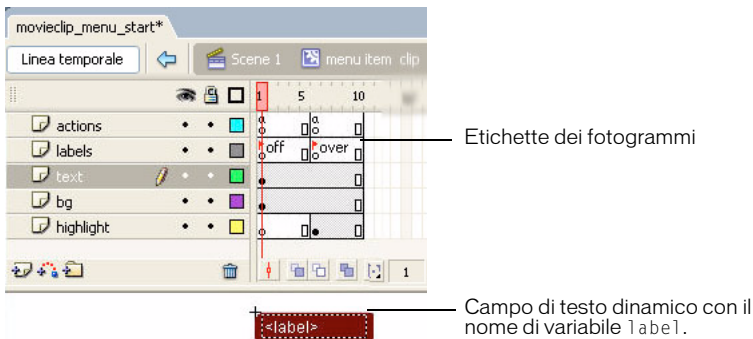 movieclip_menu_start*
Linea temporale Scene 1 menu item clip
1 5 10
actions a a
labels off over
Etichette dei fotogrammi
text
bg
highlight
1
Campo di testo dinamico con il
nome di variabile label.
<label>